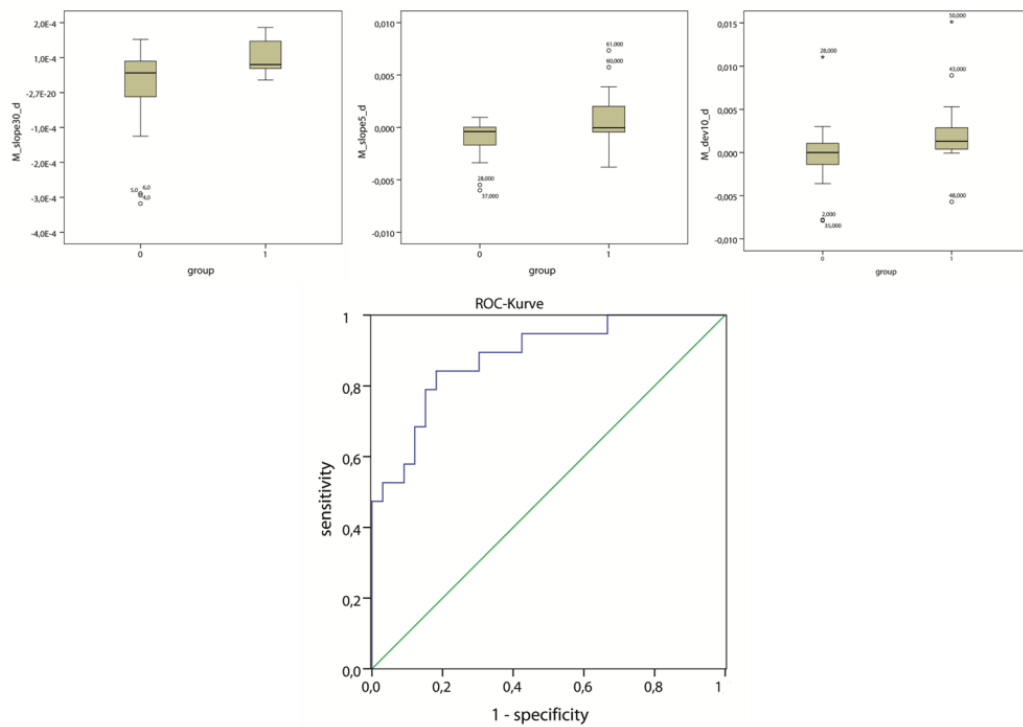 M_slope30_d
2,0E-4
1,0E-4
-2,7E-20
-1,0E-4
-2,0E-4
-3,0E-4
-4,0E-4
5,0
6,0
4,0
0
1
group
M_slope5_d
0,010
0,005
0,000
-0,005
-0,010
61,000
60,000
28,000
37,000
0
1
group
M_dev10_d
0,015
0,010
0,005
0,000
-0,005
-0,010
50,000
28,000
43,000
48,000
2,000
35,000
0
1
group
ROC-Kurve
sensitivity
1
0,8
0,6
0,4
0,2
0,0
0,0 0,2 0,4 0,6 0,8 1
1 - specificity